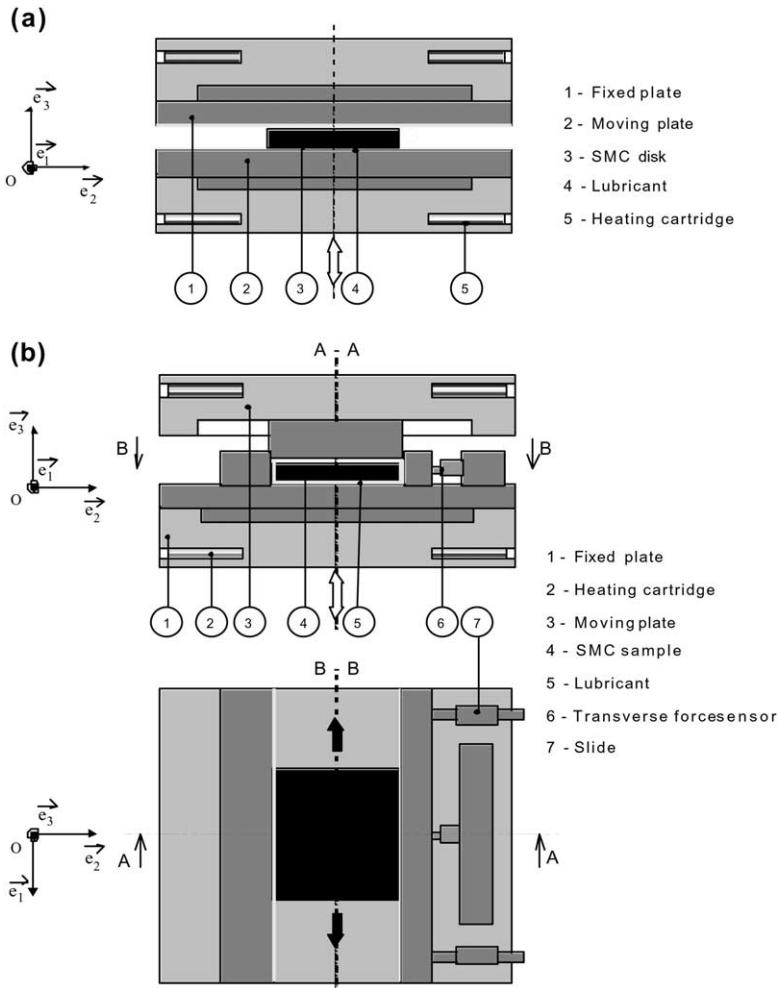 (a)
e3
e1
O
e2
1 - Fixed plate
2 - Moving plate
3 - SMC disk
4 - Lubricant
5 - Heating cartridge
1 2 3 4 5
(b)
A - A
e3
B B
e1
O
e2
1 2 3 4 5 6 7
1 - Fixed plate
2 - Heating cartridge
3 - Moving plate
4 - SMC sample
5 - Lubricant
6 - Transverse forcesensor
7 - Slide
B - B
e3
O
e2
A A
e1